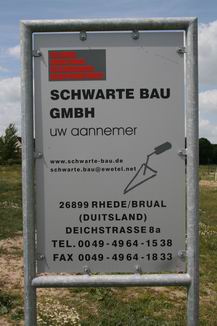 SCHWARTE BAU
GMBH
uw aannemer
www.schwarte-bau.de
schwarte.bau@ewetel.net
26899 RHEDE/BRUAL
(DUITSLAND)
DEICHSTRASSE 8a
TEL. 0049-4964-1538
FAX 0049-4964-1833